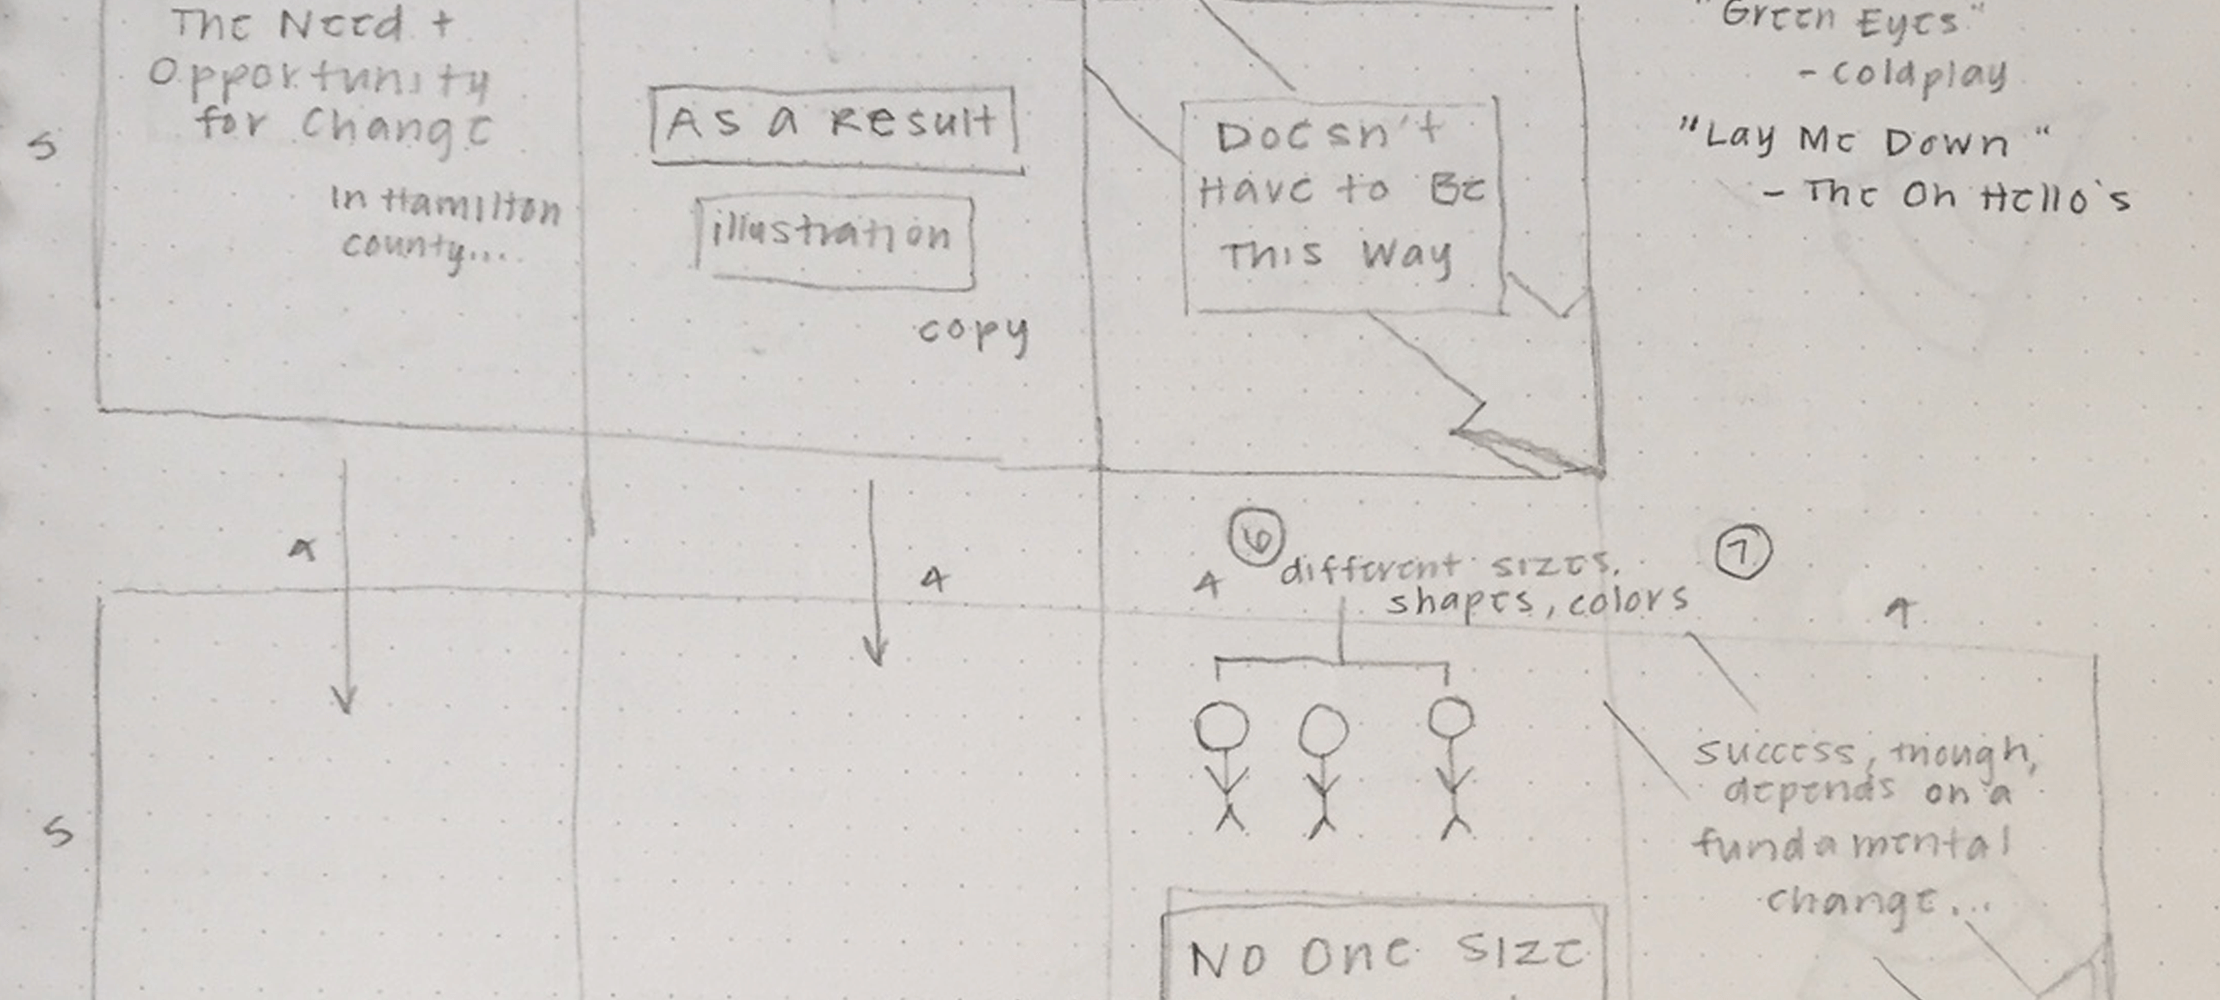 The Need +
Opportunity
for Change
in Hamilton
county...
5
As a Result
illustration
copy
Doesn't
Have to Be
This Way
"Green Eyes"
- Coldplay
"Lay Me Down"
- The Oh Hello's
4
4
4
6
different sizes,
shapes, colors
7
4
5
success, though,
depends on a
fundamental
change...
No One Size